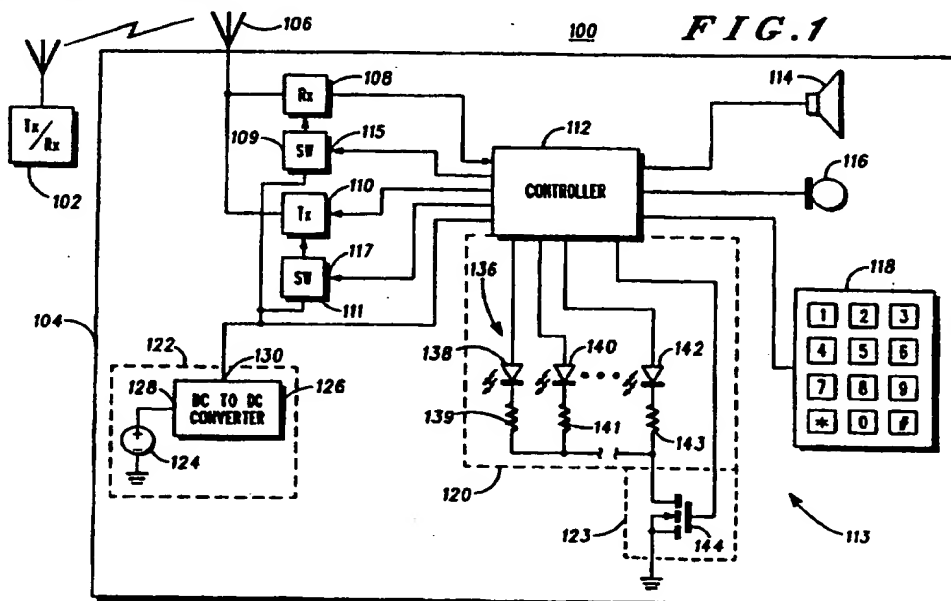 100
FIG.1
106
108
Rx
114
109
SW
115
112
CONTROLLER
Tx/Rx
102
110
Tx
116
117
SW
111
136
118
1 2 3
4 5 6
7 8 9
* 0 #
104
122
130
138
140
142
128
DC TO DC
CONVERTER
126
139
141
143
124
120
123
144
113